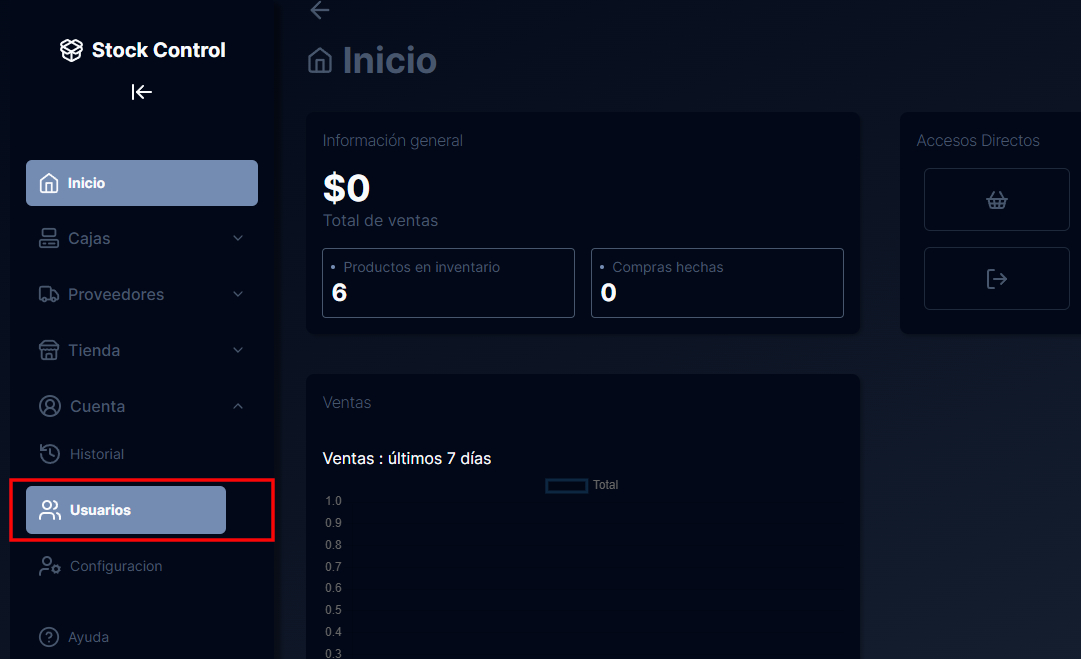 Stock Control
Inicio
Cajas
Proveedores
Tienda
Cuenta
Historial
Usuarios
Configuracion
Ayuda
Inicio
Información general
$0
Total de ventas
Productos en inventario
6
Compras hechas
0
Accesos Directos
Ventas
Ventas : últimos 7 días
Total
1.0
0.9
0.8
0.7
0.6
0.5
0.4
0.3